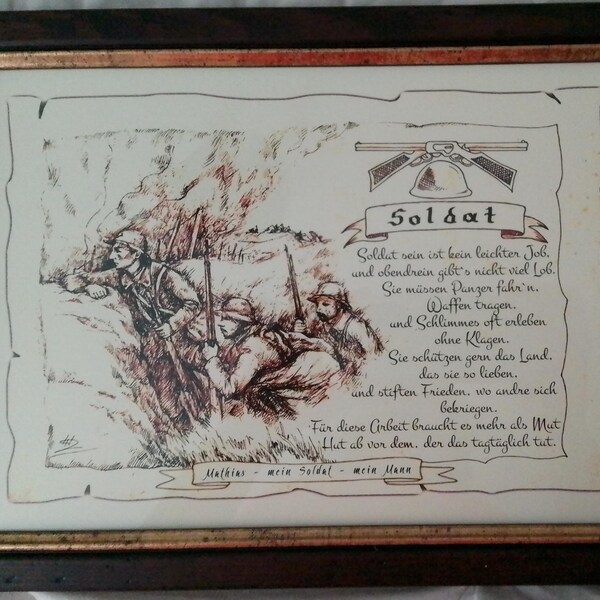 Soldat
Soldat sein ist kein leichter Job.
und obendrein gibt's nicht viel Lob.
Sie müssen Panzer fahr'n.
Waffen tragen.
und Schlimmes oft erleben
ohne Klagen.
Sie schützen gern das Land.
das sie so lieben.
und stiften Frieden. wo andre sich
bekriegen.
Für diese Arbeit braucht es mehr als Mut
Hut ab vor dem. der das tagtäglich tut.
Mathias - mein Soldat - mein Mann